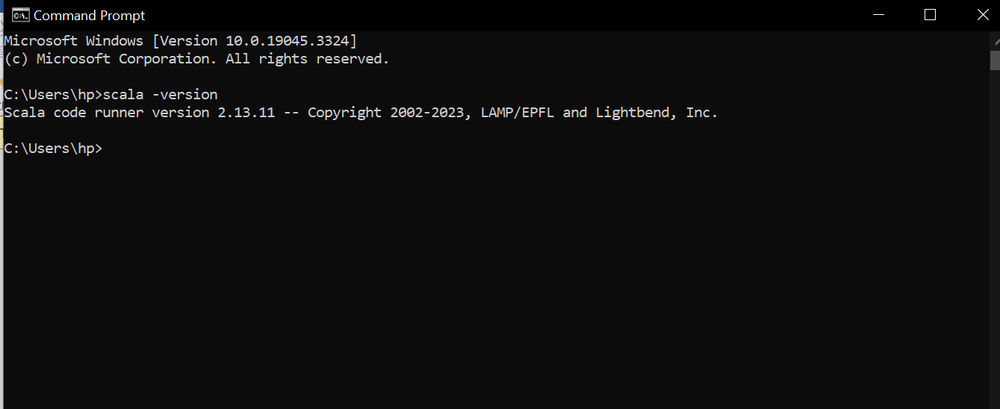 Command Prompt
Microsoft Windows [Version 10.0.19045.3324]
(c) Microsoft Corporation. All rights reserved.
C:\Users\hp>scala -version
Scala code runner version 2.13.11 -- Copyright 2002-2023, LAMP/EPFL and Lightbend, Inc.
C:\Users\hp>